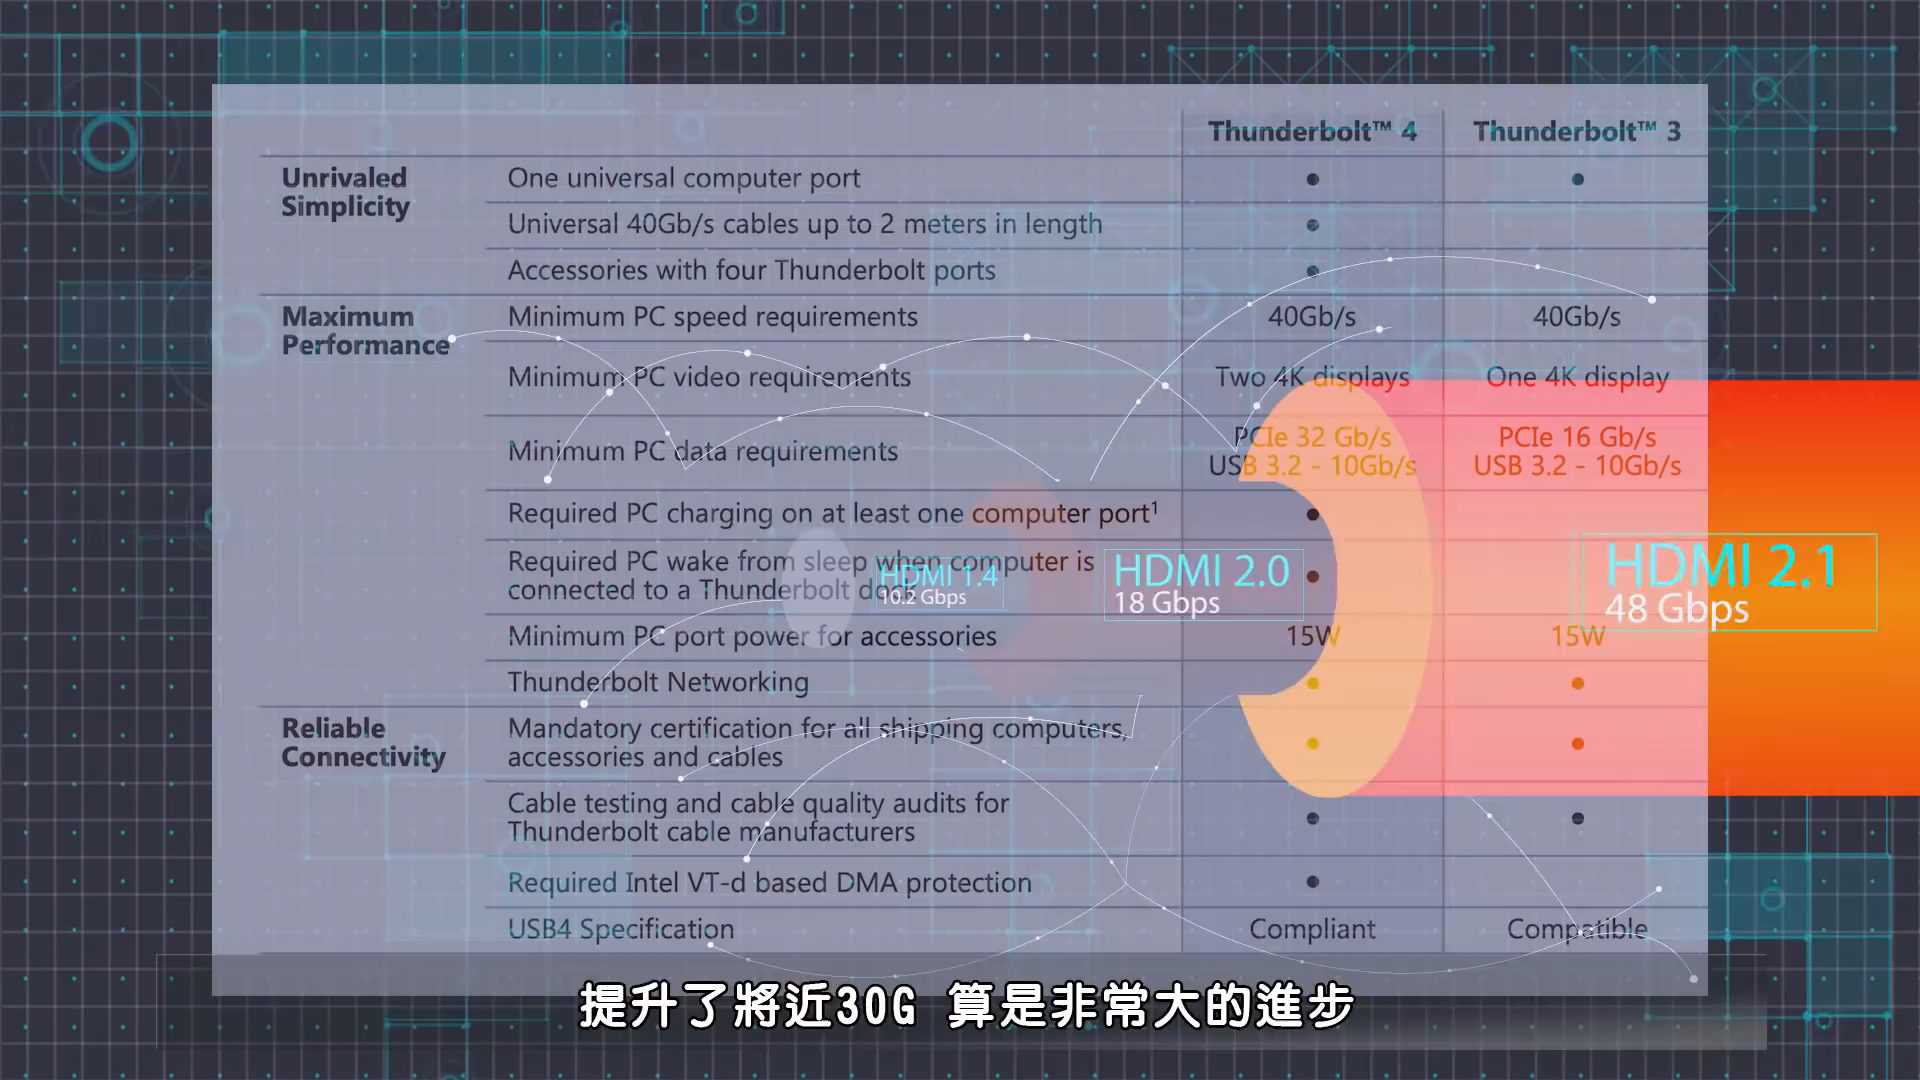 Thunderbolt™ 4 Thunderbolt™ 3
Unrivaled
Simplicity
One universal computer port • •
Universal 40Gb/s cables up to 2 meters in length •
Accessories with four Thunderbolt ports •
Maximum
Performance
Minimum PC speed requirements 40Gb/s 40Gb/s
Minimum PC video requirements Two 4K displays One 4K display
Minimum PC data requirements
PCIe 32 Gb/s
USB 3.2 - 10Gb/s
PCIe 16 Gb/s
USB 3.2 - 10Gb/s
Required PC charging on at least one computer port¹ •
Required PC wake from sleep when computer is
connected to a Thunderbolt dock •
HDMI 1.4
10.2 Gbps
HDMI 2.0
18 Gbps
HDMI 2.1
48 Gbps
Minimum PC port power for accessories 15W 15W
Thunderbolt Networking • •
Reliable
Connectivity
Mandatory certification for all shipping computers,
accessories and cables • •
Cable testing and cable quality audits for
Thunderbolt cable manufacturers • •
Required Intel VT-d based DMA protection •
USB4 Specification Compliant Compatible
提升了將近30G 算是非常大的進步